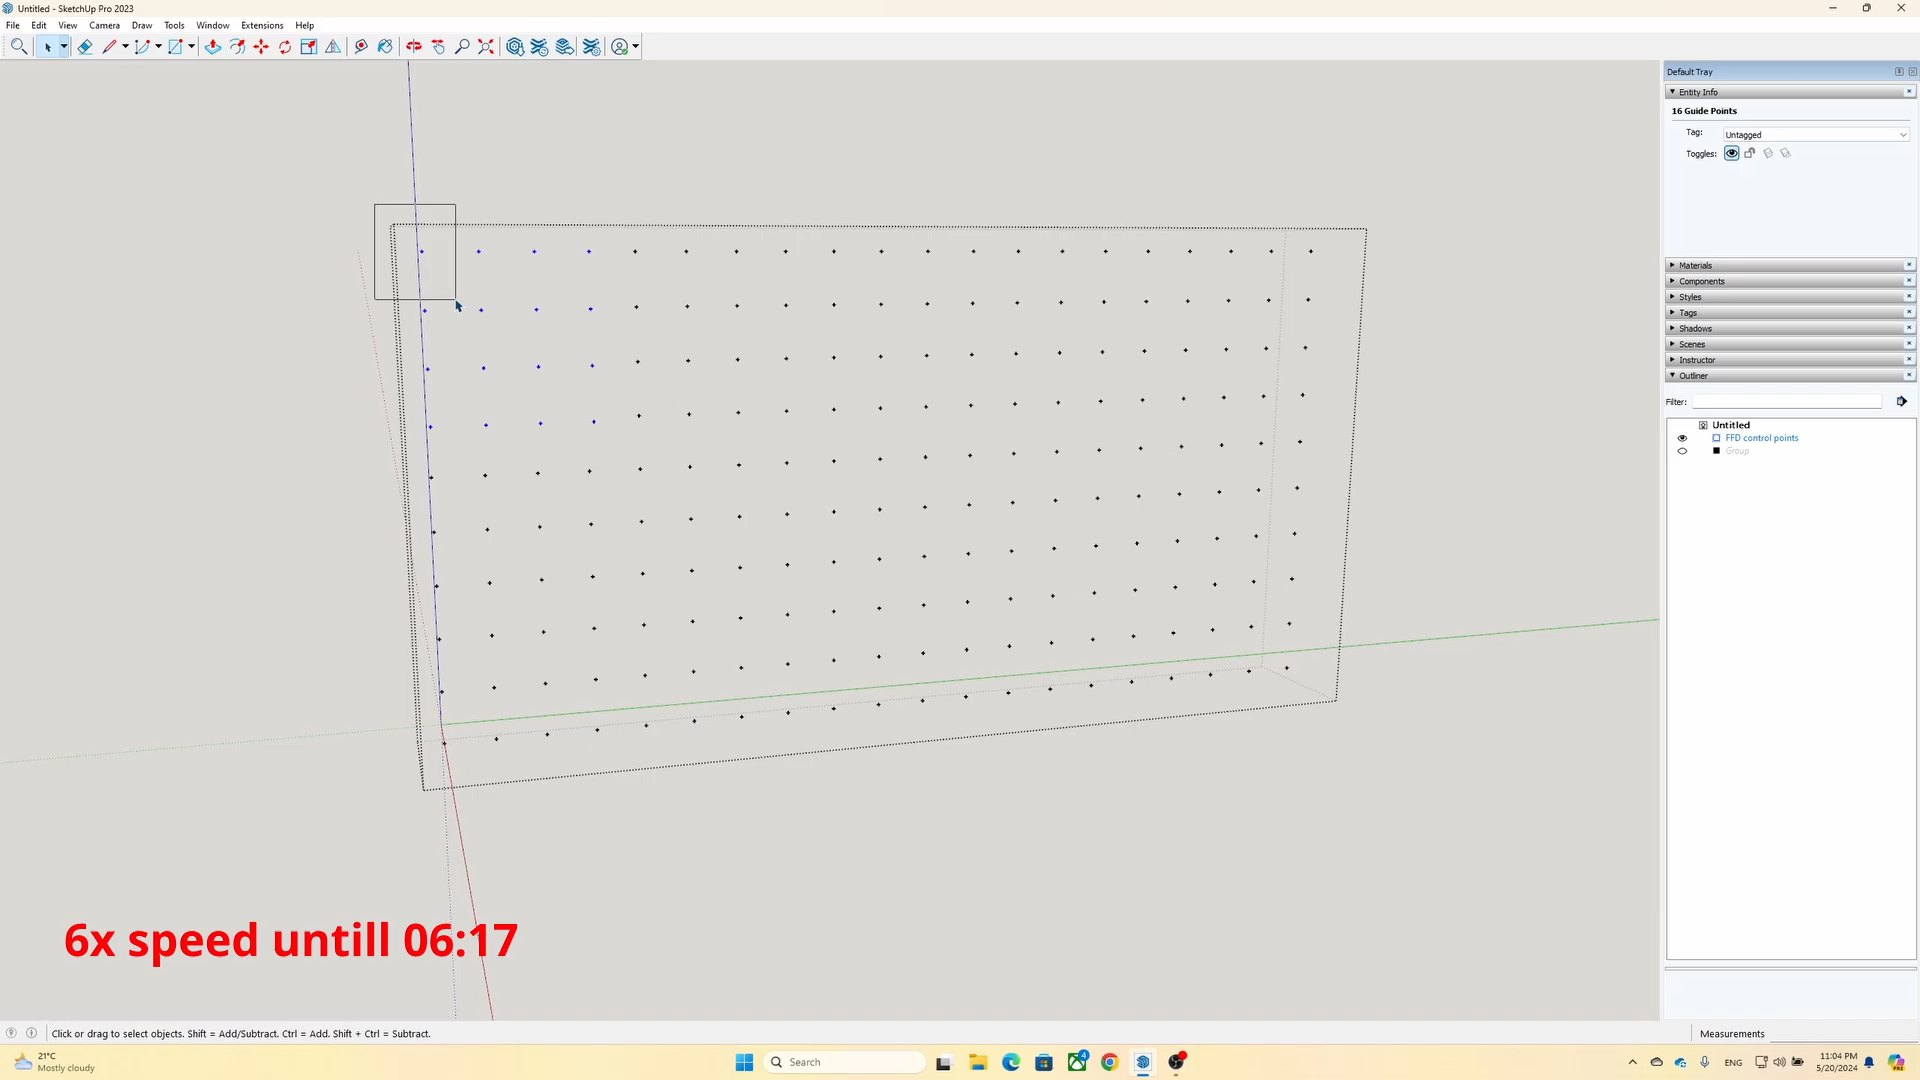 Untitled - SketchUp Pro 2023
File Edit View Camera Draw Tools Window Extensions Help
Default Tray
Entity Info
16 Guide Points
Tag: Untagged
Toggles:
Materials
Components
Styles
Tags
Shadows
Scenes
Instructor
Outliner
Filter:
Untitled
FFD control points
Group
6x speed untill 06:17
Click or drag to select objects. Shift = Add/Subtract. Ctrl = Add. Shift + Ctrl = Subtract.
Measurements
21°C
Mostly cloudy
Search
4
ENG
11:04 PM
5/20/2024
PRE